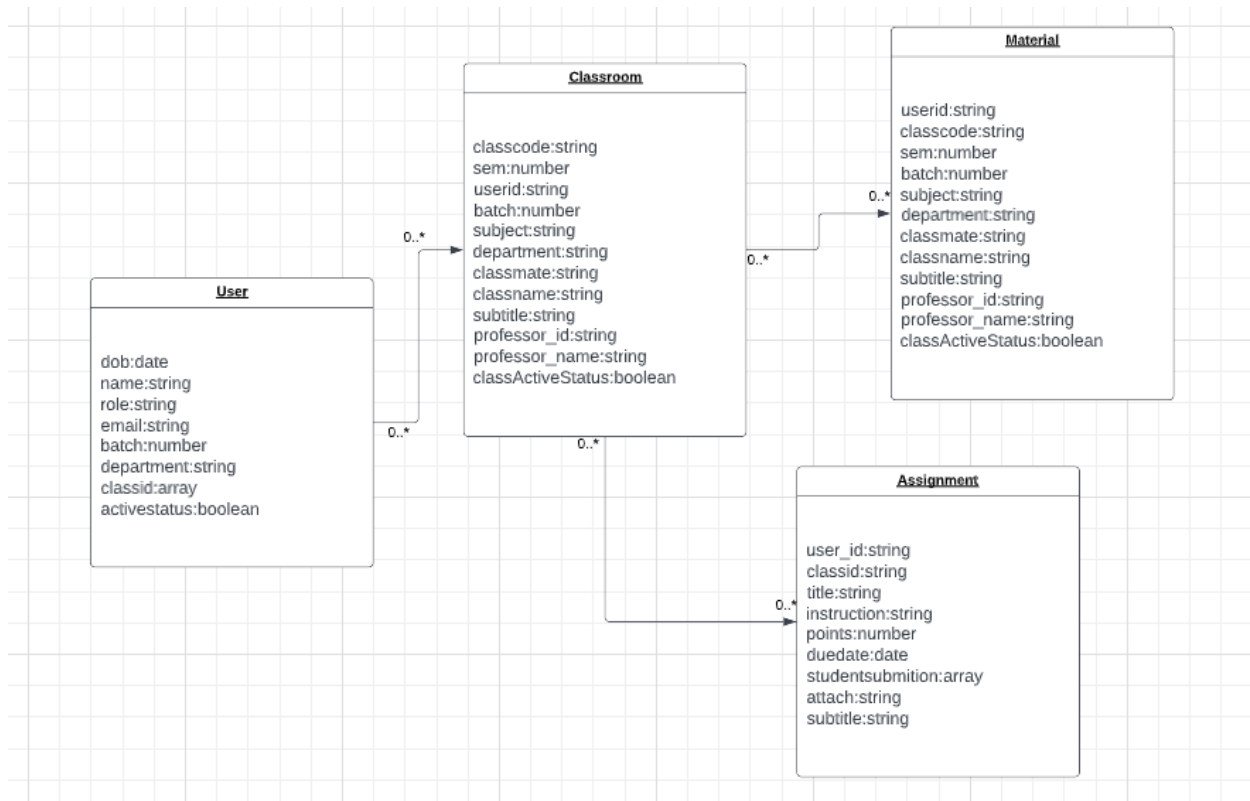 User
dob:date
name:string
role:string
email:string
batch:number
department:string
classid:array
activestatus:boolean
0..*
0..*
Classroom
classcode:string
sem:number
userid:string
batch:number
subject:string
department:string
classmate:string
classname:string
subtitle:string
professor_id:string
professor_name:string
classActiveStatus:boolean
0..*
0..*
Material
userid:string
classcode:string
sem:number
batch:number
subject:string
department:string
classmate:string
classname:string
subtitle:string
professor_id:string
professor_name:string
classActiveStatus:boolean
0..*
0..*
Assignment
user_id:string
classid:string
title:string
instruction:string
points:number
duedate:date
studentsubmition:array
attach:string
subtitle:string